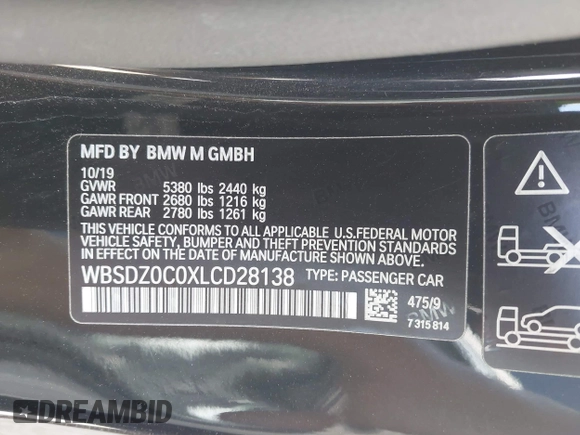 MFD BY BMW M GMBH
10/19
GVWR 5380 lbs 2440 kg
GAWR FRONT 2680 lbs 1216 kg
GAWR REAR 2780 lbs 1261 kg
THIS VEHICLE CONFORMS TO ALL APPLICABLE U.S.FEDERAL MOTOR
VEHICLE SAFETY, BUMPER AND THEFT PREVENTION STANDARDS
IN EFFECT ON THE DATE OF MANUFACTURE SHOWN ABOVE.
WBSDZ0C0XLCD28138 TYPE: PASSENGER CAR
475/9
7 315 814
DREAMBID